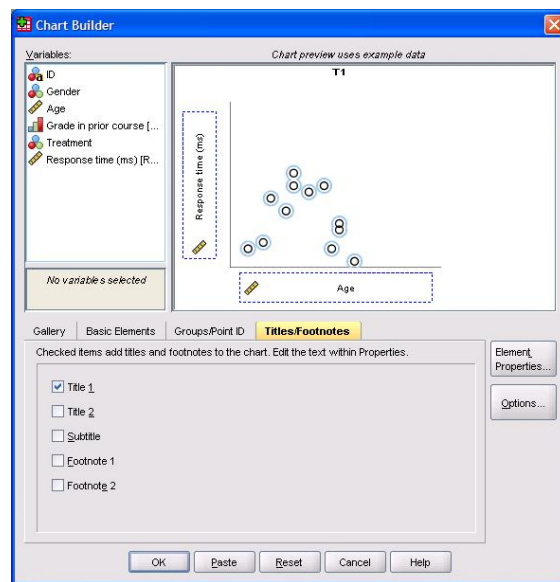 Chart Builder
Variables:
Chart preview uses example data
ID
Gender
Age
Grade in prior course [...
Treatment
Response time (ms) [R...
No variables selected
T1
Response time (ms)
Age
Gallery
Basic Elements
Groups/Point ID
Titles/Footnotes
Checked items add titles and footnotes to the chart. Edit the text within Properties.
Title 1
Title 2
Subtitle
Footnote 1
Footnote 2
Element
Properties...
Options...
OK
Paste
Reset
Cancel
Help